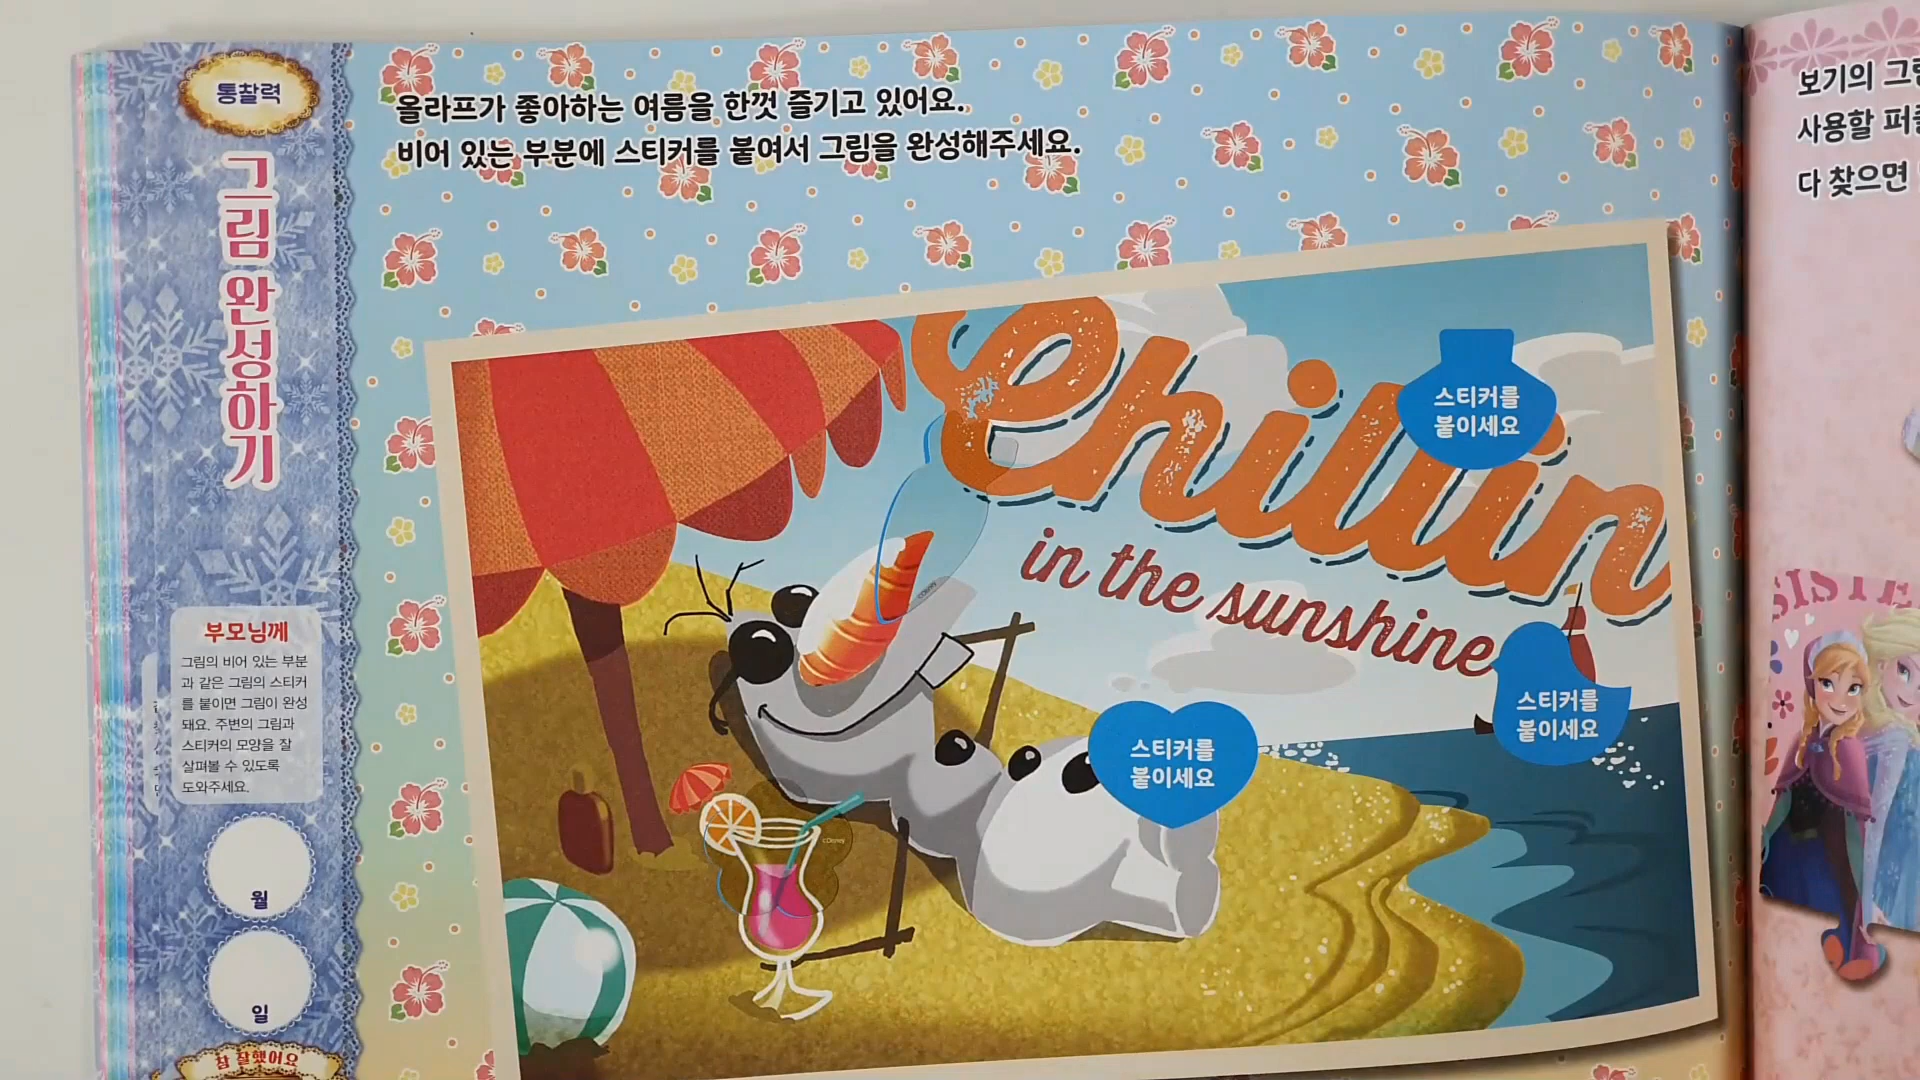 통찰력
그림 완성하기
올라프가 좋아하는 여름을 한껏 즐기고 있어요.
비어 있는 부분에 스티커를 붙여서 그림을 완성해주세요.
Chillin
in the sunshine
스티커를
붙이세요
스티커를
붙이세요
스티커를
붙이세요
©Disney
©Disney
부모님께
그림의 비어 있는 부분
과 같은 그림의 스티커
를 붙이면 그림이 완성
돼요. 주변의 그림과
스티커의 모양을 잘
살펴볼 수 있도록
도와주세요.
월
일
참 잘했어요
보기의 그
사용할 퍼
다 찾으면